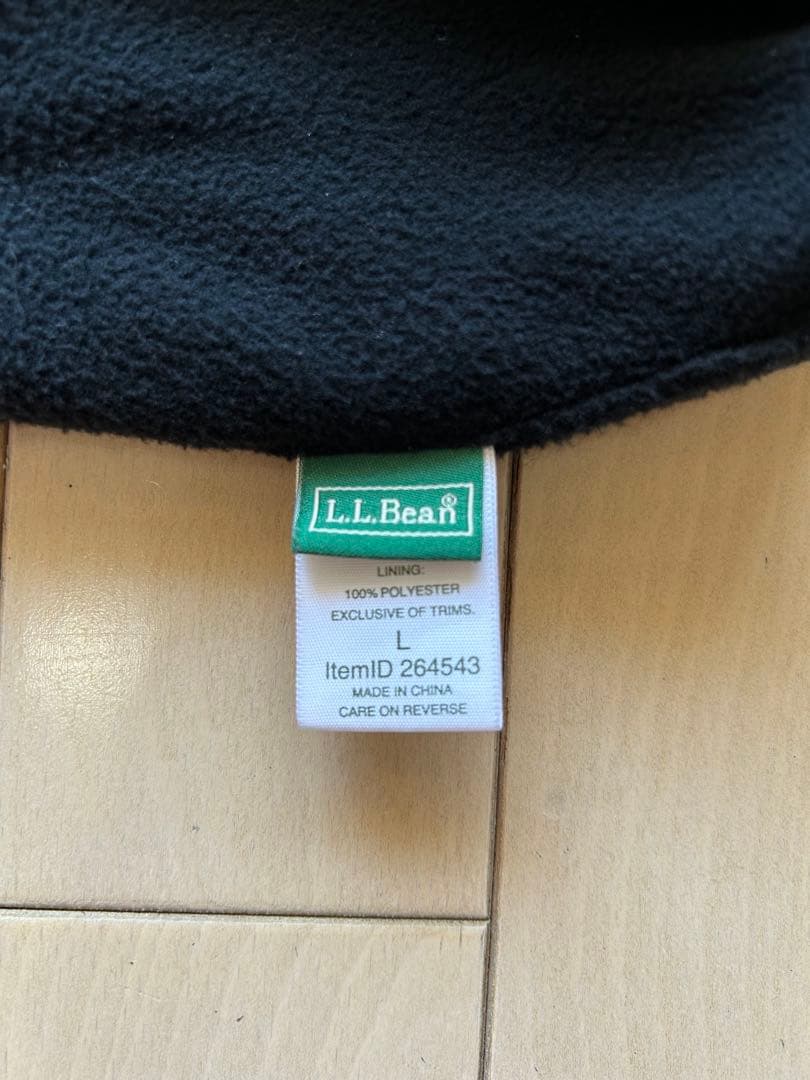 L.L.Bean®
LINING:
100% POLYESTER
EXCLUSIVE OF TRIMS.
L
ItemID 264543
MADE IN CHINA
CARE ON REVERSE